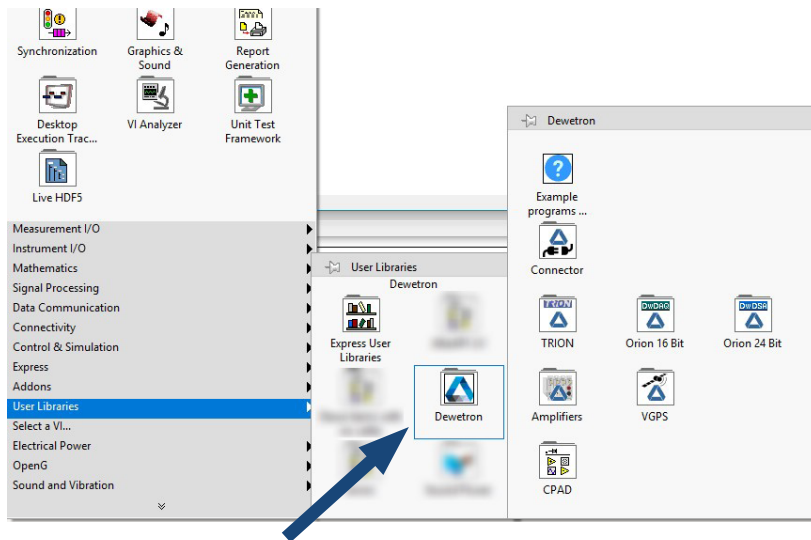 Synchronization
Graphics &
Sound
Report
Generation
Desktop
Execution Trac...
VI Analyzer
Unit Test
Framework
Live HDF5
Measurement I/O
Instrument I/O
Mathematics
Signal Processing
Data Communication
Connectivity
Control & Simulation
Express
Addons
User Libraries
Select a VI...
Electrical Power
OpenG
Sound and Vibration
User Libraries
Dewetron
Express User
Libraries
Dewetron
Dewetron
Example
programs ...
Connector
TRION
TRION
DWDAQ
Orion 16 Bit
DWDSA
Orion 24 Bit
Amplifiers
VGPS
CPAD